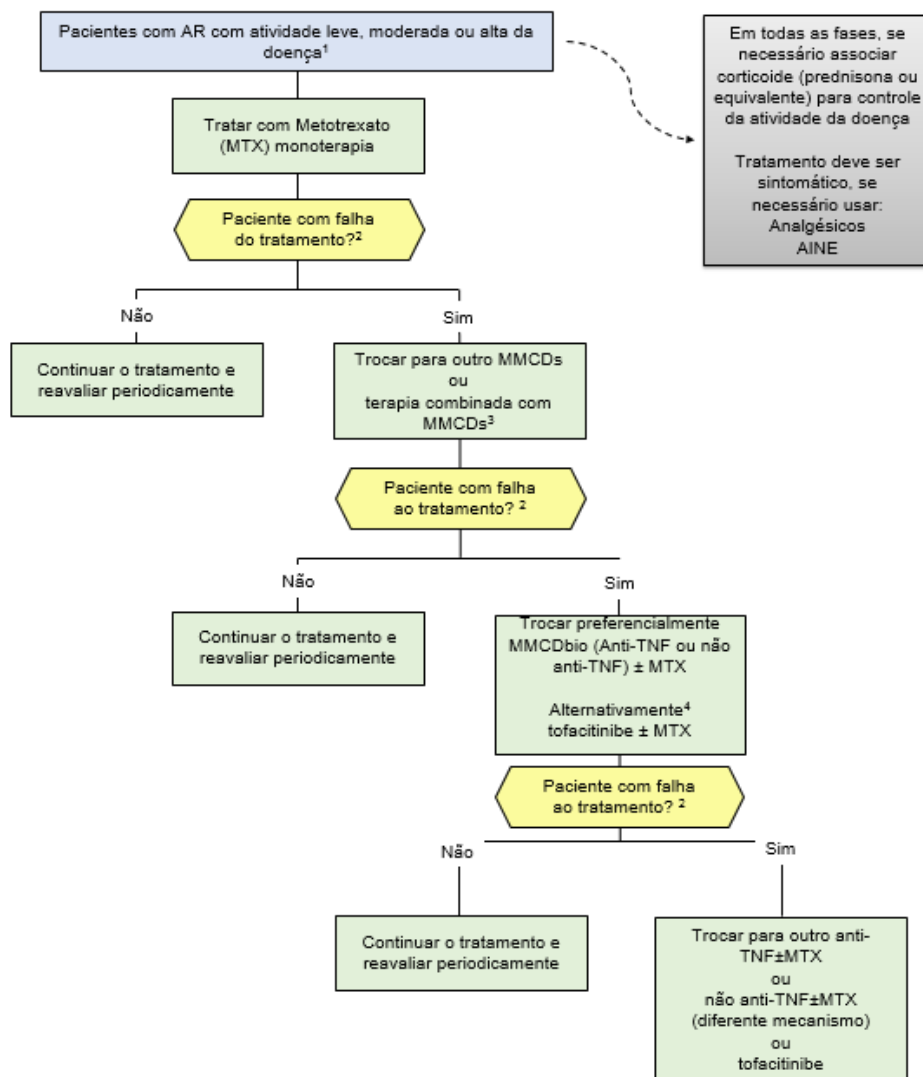 Pacientes com AR com atividade leve, moderada ou alta da
doença¹
Em todas as fases, se
necessário associar
corticoide (prednisona ou
equivalente) para controle
da atividade da doença
Tratamento deve ser
sintomático, se
necessário usar:
Analgésicos
AINE
Tratar com Metotrexato
(MTX) monoterapia
Paciente com falha
do tratamento?²
Não
Sim
Continuar o tratamento e
reavaliar periodicamente
Trocar para outro MMCDs
ou
terapia combinada com
MMCDs³
Paciente com falha
ao tratamento? ²
Não
Sim
Continuar o tratamento e
reavaliar periodicamente
Trocar preferencialmente
MMCDbio (Anti-TNF ou não
anti-TNF) ± MTX
Alternativamente⁴
tofacitinibe ± MTX
Paciente com falha
ao tratamento? ²
Não
Sim
Continuar o tratamento e
reavaliar periodicamente
Trocar para outro anti-
TNF±MTX
ou
não anti-TNF±MTX
(diferente mecanismo)
ou
tofacitinibe